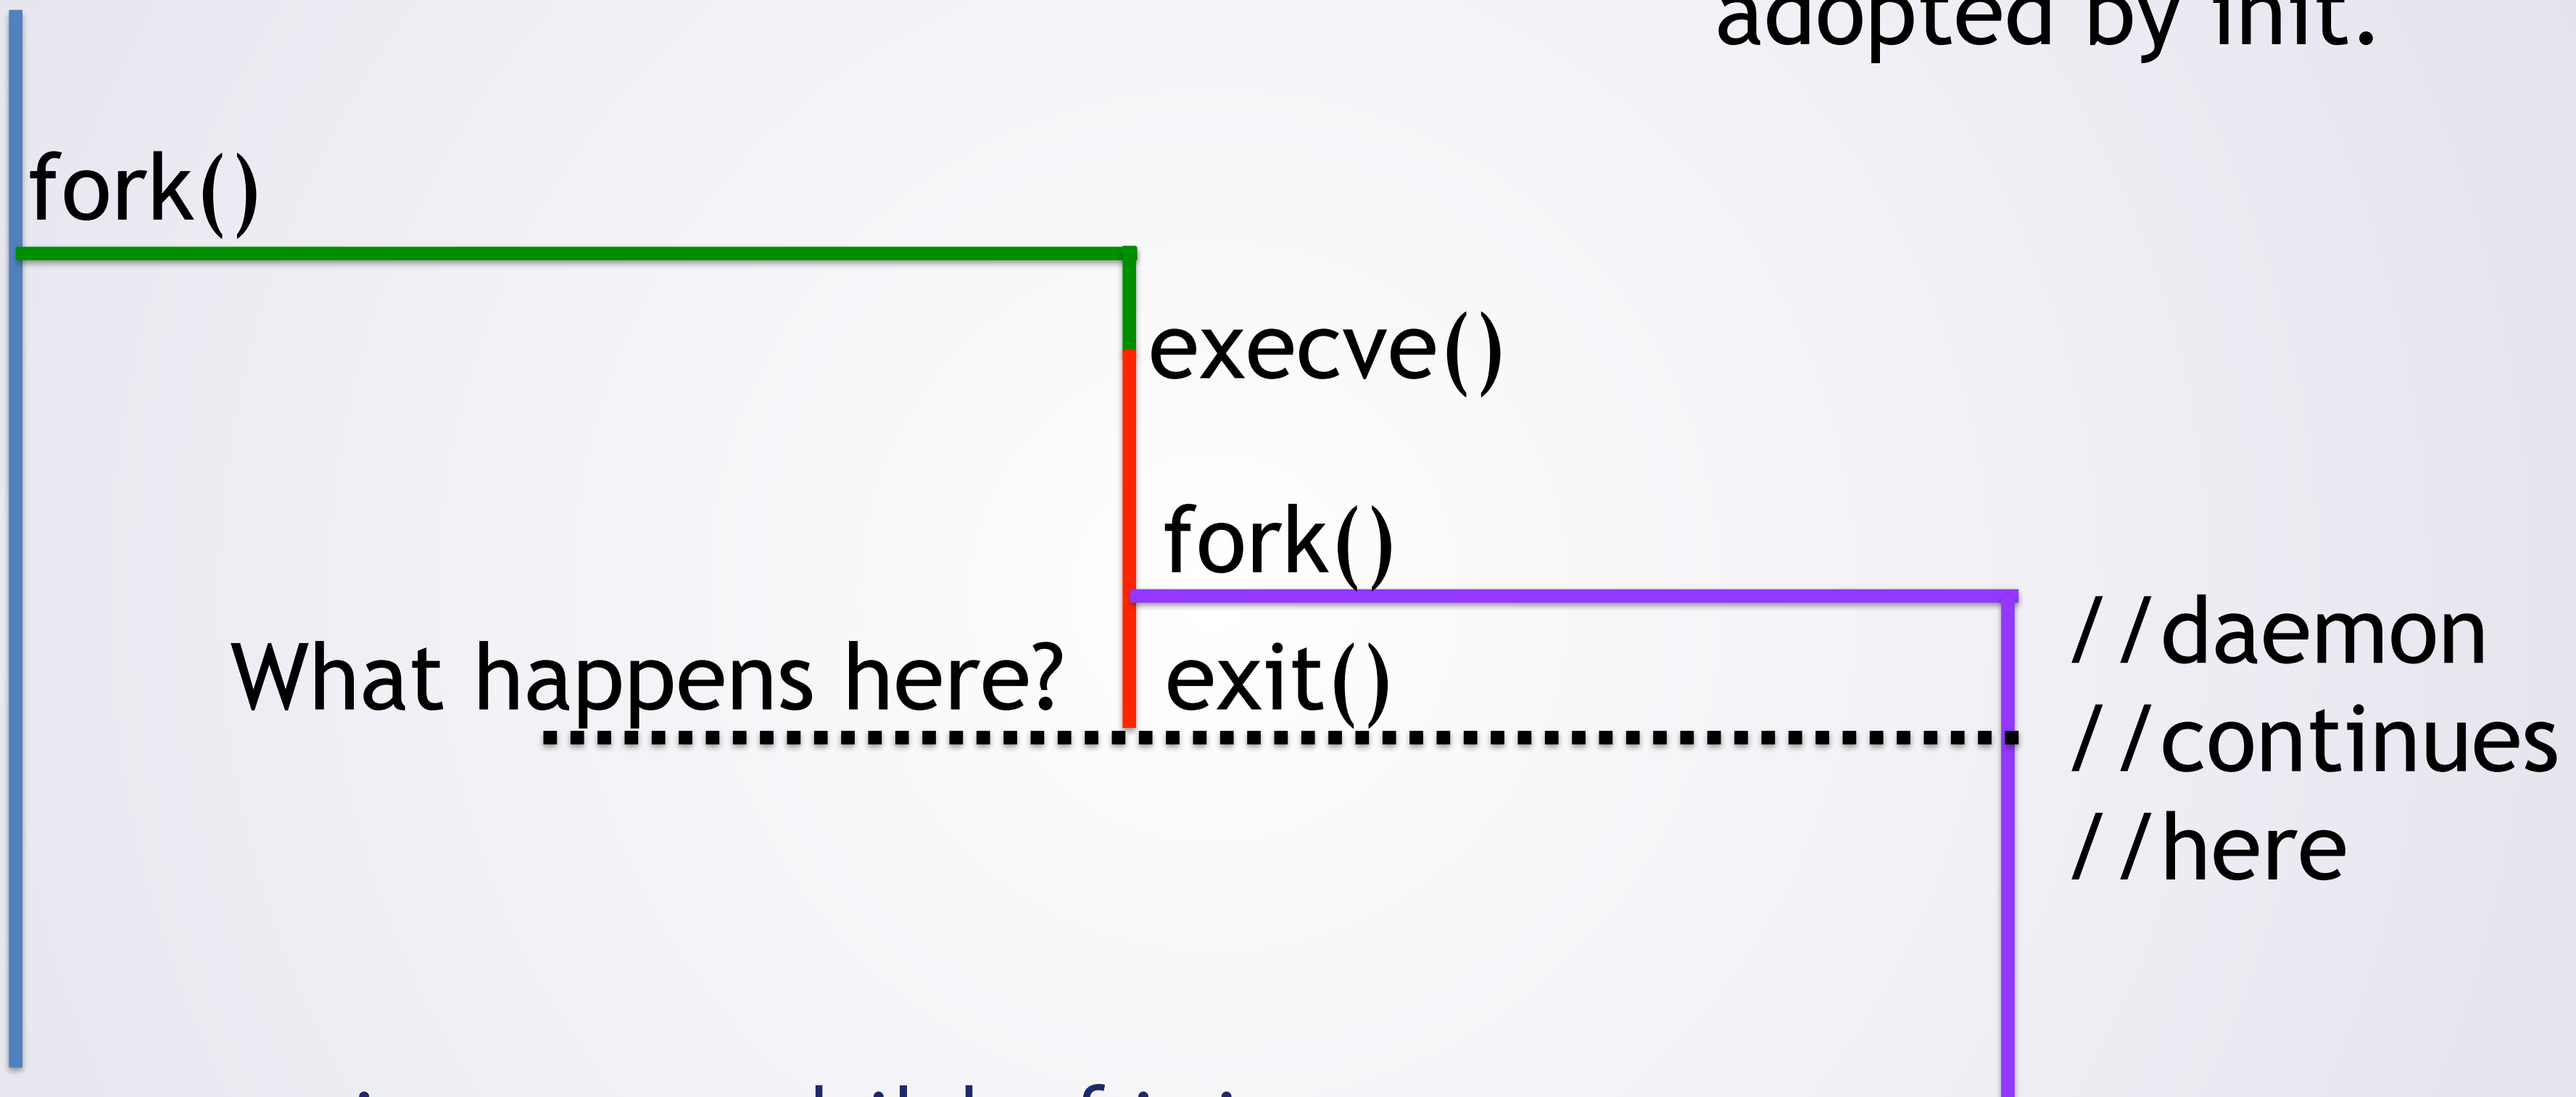 adopted by init.
fork()
execve()
fork()
What happens here?
exit()
//daemon
//continues
//here